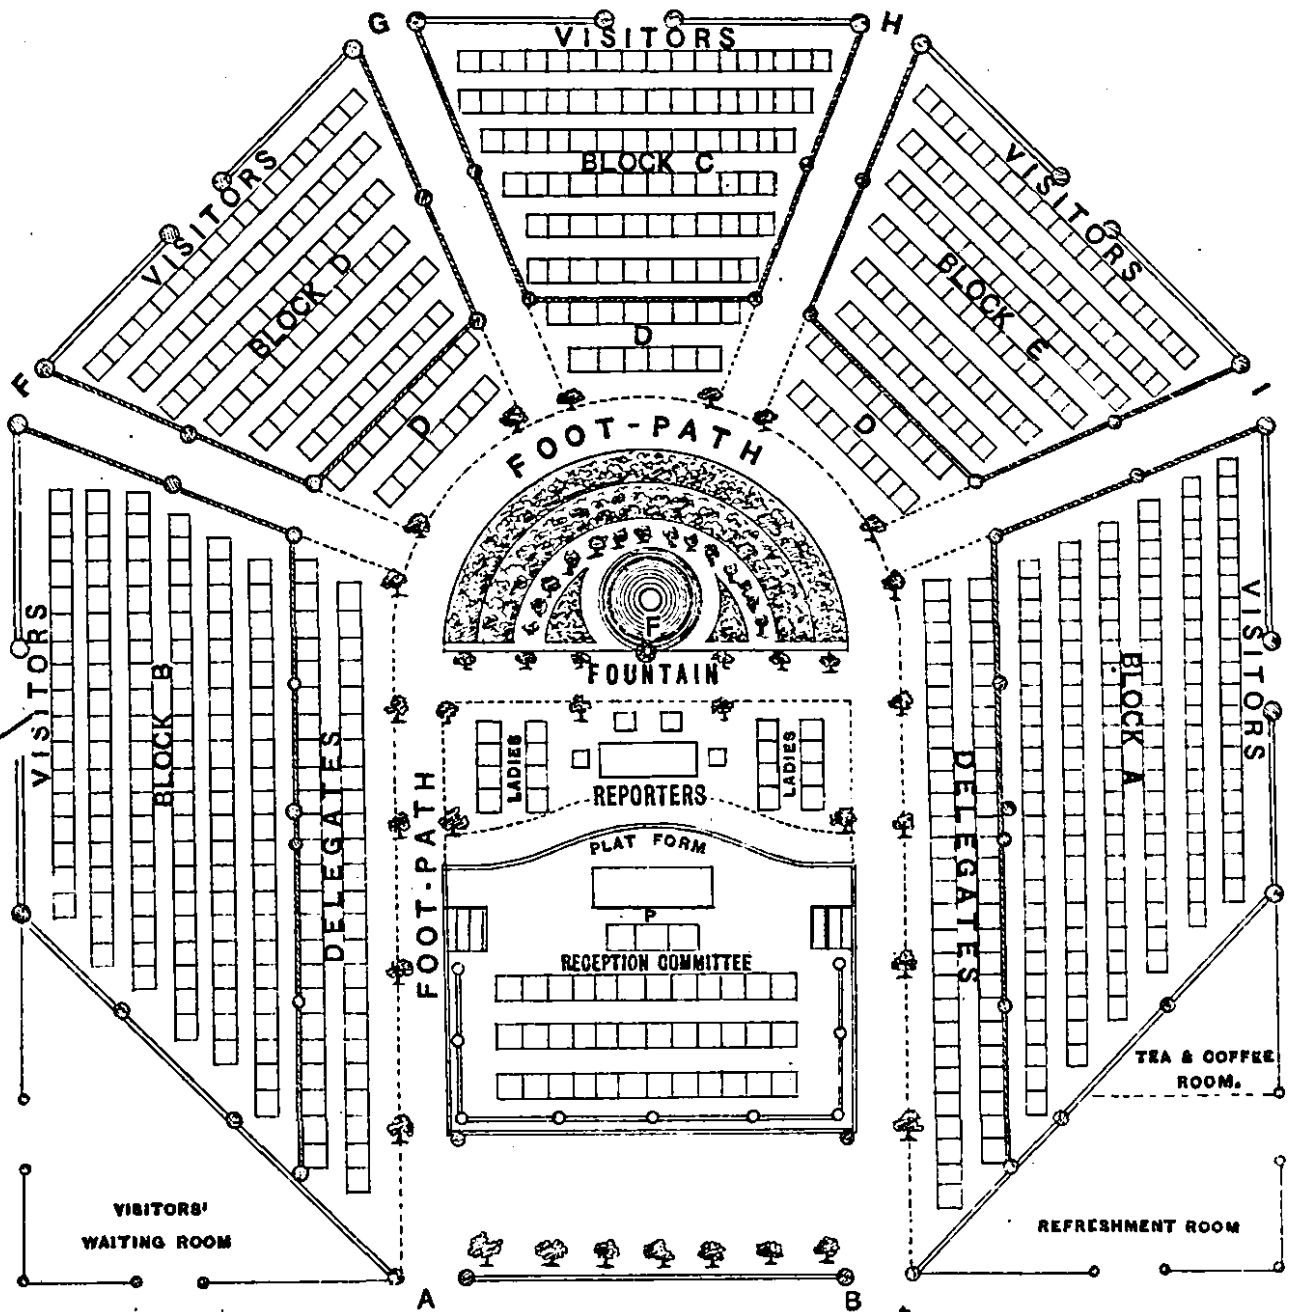 G
H
VISITORS
VISITORS
VISITORS
BLOCK C
BLOCK D
BLOCK E
D
D
D
F
I
FOOT-PATH
F
FOUNTAIN
VISITORS
BLOCK B
DELEGATES
FOOT-PATH
LADIES
REPORTERS
LADIES
PLAT FORM
P
RECEPTION COMMITTEE
DELEGATES
BLOCK A
VISITORS
TEA & COFFEE
ROOM.
VISITORS'
WAITING ROOM
REFRESHMENT ROOM
A
B